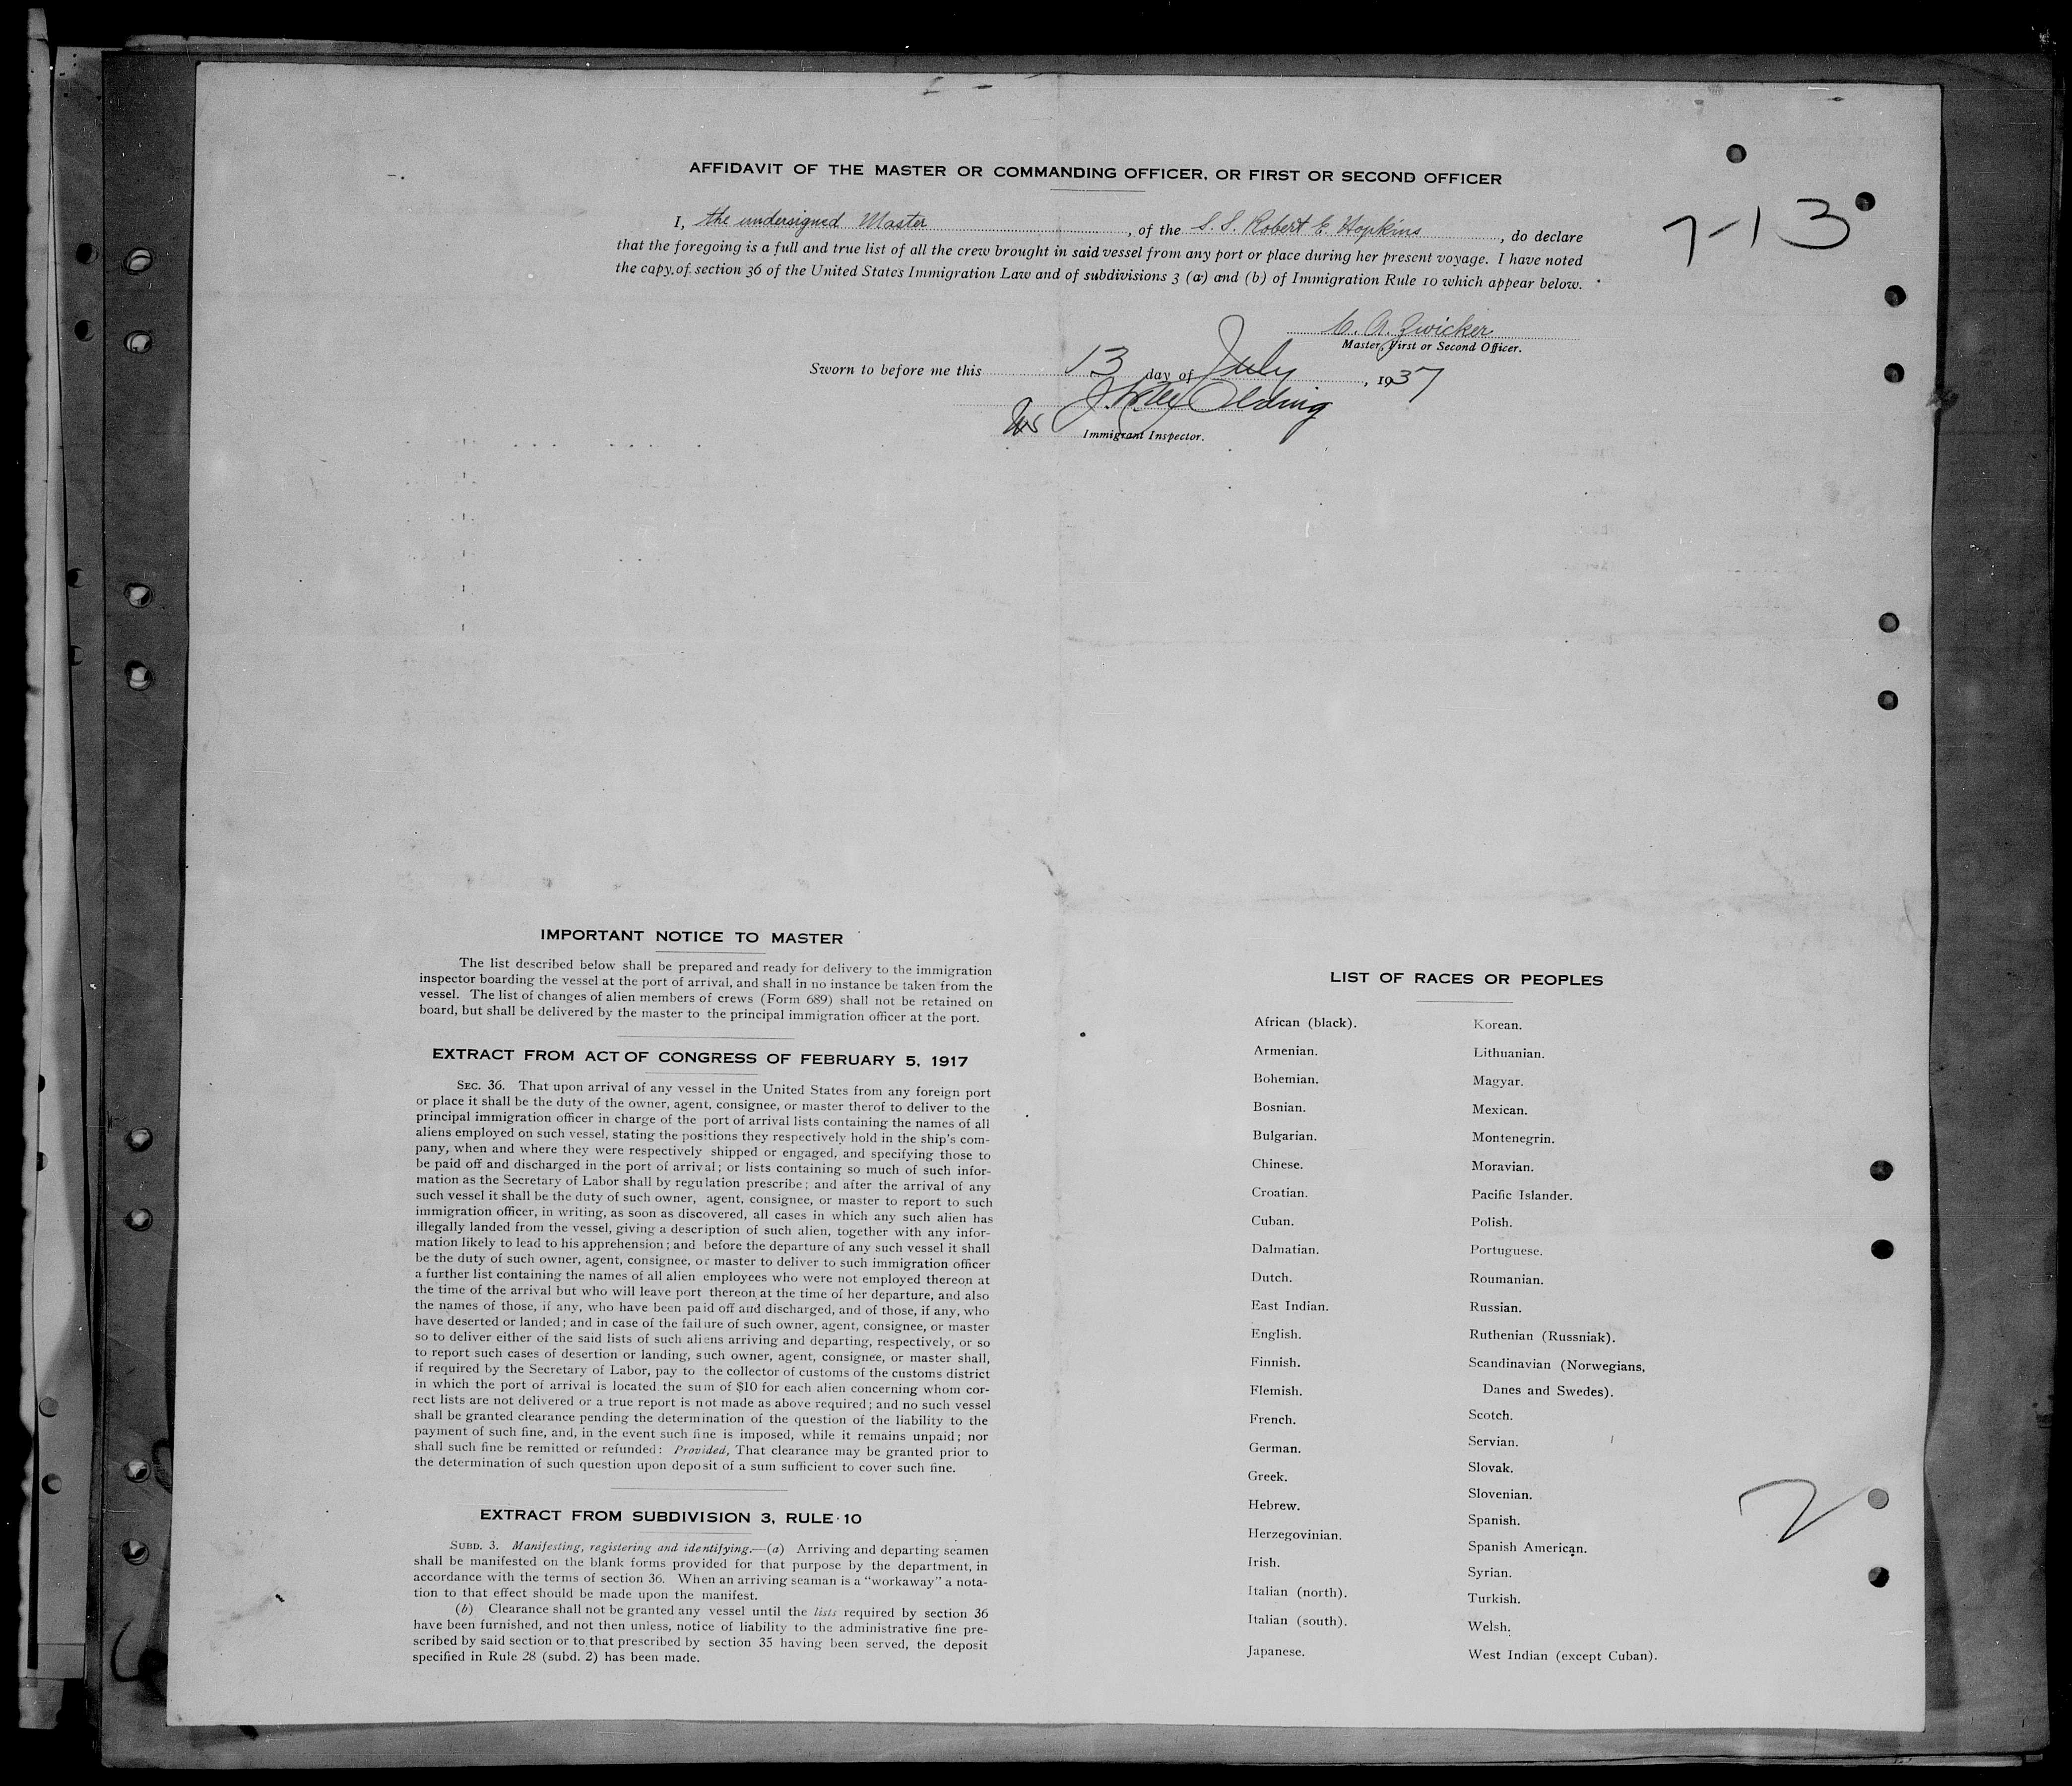 AFFIDAVIT OF THE MASTER OR COMMANDING OFFICER, OR FIRST OR SECOND OFFICER
7-13
I, the undersigned Master, of the S. S. Robert E. Hopkins, do declare
that the foregoing is a full and true list of all the crew brought in said vessel from any port or place during her present voyage. I have noted
the copy of section 36 of the United States Immigration Law and of subdivisions 3 (a) and (b) of Immigration Rule 10 which appear below.
C. A. Zwicker
Master, First or Second Officer.
Sworn to before me this 13 day of July, 1937
Olding
Immigrant Inspector.
IMPORTANT NOTICE TO MASTER
The list described below shall be prepared and ready for delivery to the immigration
inspector boarding the vessel at the port of arrival, and shall in no instance be taken from the
vessel. The list of changes of alien members of crews (Form 689) shall not be retained on
board, but shall be delivered by the master to the principal immigration officer at the port.
EXTRACT FROM ACT OF CONGRESS OF FEBRUARY 5, 1917
SEC. 36. That upon arrival of any vessel in the United States from any foreign port
or place it shall be the duty of the owner, agent, consignee, or master therof to deliver to the
principal immigration officer in charge of the port of arrival lists containing the names of all
aliens employed on such vessel, stating the positions they respectively hold in the ship's com-
pany, when and where they were respectively shipped or engaged, and specifying those to
be paid off and discharged in the port of arrival; or lists containing so much of such infor-
mation as the Secretary of Labor shall by regulation prescribe; and after the arrival of any
such vessel it shall be the duty of such owner, agent, consignee, or master to report to such
immigration officer, in writing, as soon as discovered, all cases in which any such alien has
illegally landed from the vessel, giving a description of such alien, together with any infor-
mation likely to lead to his apprehension; and before the departure of any such vessel it shall
be the duty of such owner, agent, consignee, or master to deliver to such immigration officer
a further list containing the names of all alien employees who were not employed thereon at
the time of the arrival but who will leave port thereon at the time of her departure, and also
the names of those, if any, who have been paid off and discharged, and of those, if any, who
have deserted or landed; and in case of the failure of such owner, agent, consignee, or master
so to deliver either of the said lists of such aliens arriving and departing, respectively, or so
to report such cases of desertion or landing, such owner, agent, consignee, or master shall,
if required by the Secretary of Labor, pay to the collector of customs of the customs district
in which the port of arrival is located the sum of $10 for each alien concerning whom cor-
rect lists are not delivered or a true report is not made as above required; and no such vessel
shall be granted clearance pending the determination of the question of the liability to the
payment of such fine, and, in the event such fine is imposed, while it remains unpaid; nor
shall such fine be remitted or refunded: Provided, That clearance may be granted prior to
the determination of such question upon deposit of a sum sufficient to cover such fine.
EXTRACT FROM SUBDIVISION 3, RULE 10
SUBD. 3. Manifesting, registering and identifying.—(a) Arriving and departing seamen
shall be manifested on the blank forms provided for that purpose by the department, in
accordance with the terms of section 36. When an arriving seaman is a "workaway" a nota-
tion to that effect should be made upon the manifest.
(b) Clearance shall not be granted any vessel until the lists required by section 36
have been furnished, and not then unless, notice of liability to the administrative fine pre-
scribed by said section or to that prescribed by section 35 having been served, the deposit
specified in Rule 28 (subd. 2) has been made.
LIST OF RACES OR PEOPLES
African (black).
Armenian.
Bohemian.
Bosnian.
Bulgarian.
Chinese.
Croatian.
Cuban.
Dalmatian.
Dutch.
East Indian.
English.
Finnish.
Flemish.
French.
German.
Greek.
Hebrew.
Herzegovinian.
Irish.
Italian (north).
Italian (south).
Japanese.
Korean.
Lithuanian.
Magyar.
Mexican.
Montenegrin.
Moravian.
Pacific Islander.
Polish.
Portuguese.
Roumanian.
Russian.
Ruthenian (Russniak).
Scandinavian (Norwegians,
Danes and Swedes).
Scotch.
Servian.
Slovak.
Slovenian.
Spanish.
Spanish American.
Syrian.
Turkish.
Welsh.
West Indian (except Cuban).
2